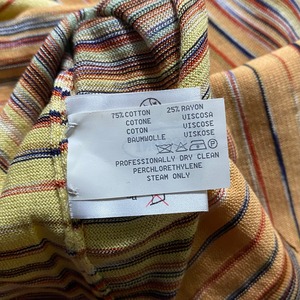 75% COTTON 25% RAYON
COTONE VISCOSA
COTON VISCOSE
BAUMWOLLE VISKOSE
PROFESSIONALLY DRY CLEAN
PERCHLORETHYLENE
STEAM ONLY